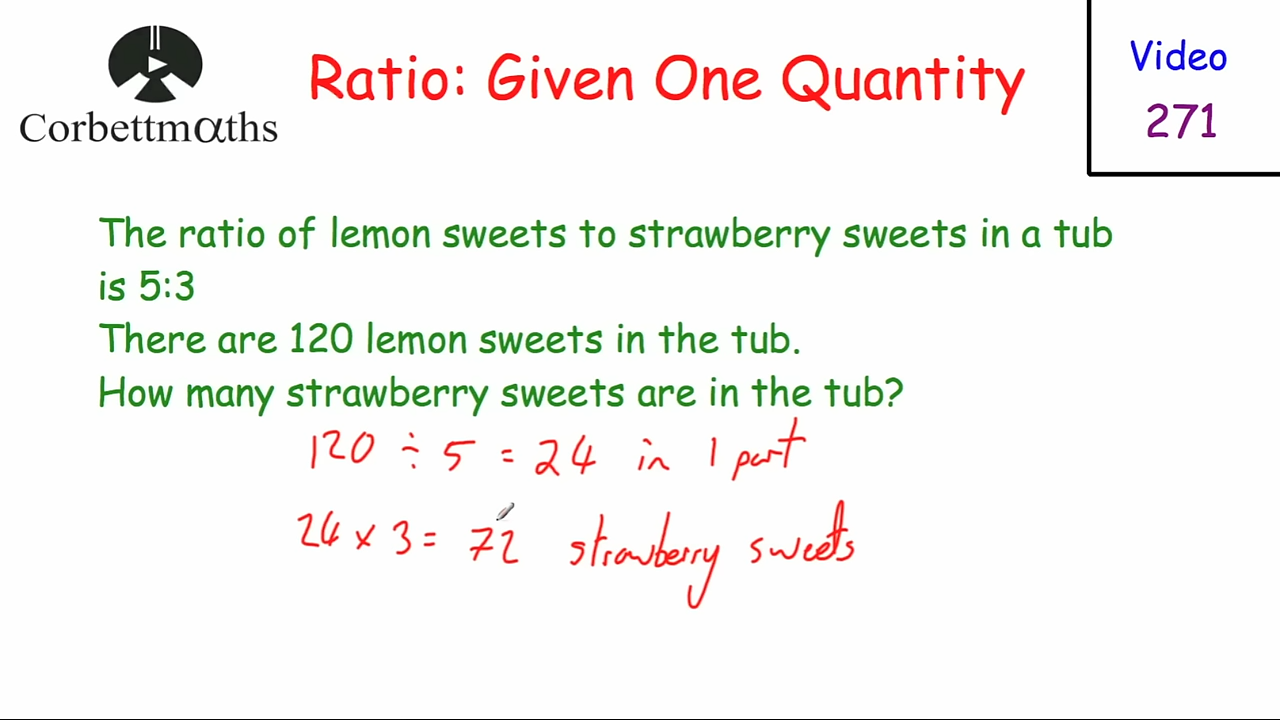 Corbettmαths
Ratio: Given One Quantity
Video
271
The ratio of lemon sweets to strawberry sweets in a tub
is 5:3
There are 120 lemon sweets in the tub.
How many strawberry sweets are in the tub?
120 ÷ 5 = 24 in 1 part
24 × 3 = 72 strawberry sweets